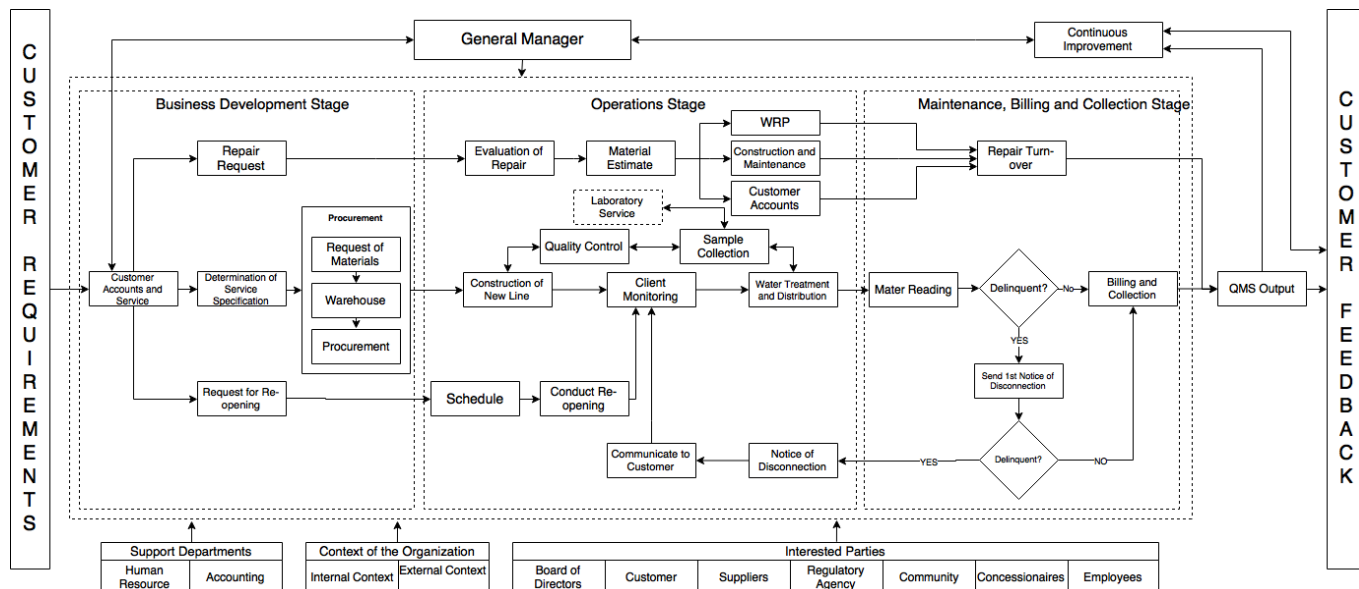 CUSTOMER REQUIREMENTS
General Manager
Continuous
Improvement
CUSTOMER FEEDBACK
Business Development Stage
Operations Stage
Maintenance, Billing and Collection Stage
Repair
Request
Evaluation of
Repair
Material
Estimate
WRP
Construction and
Maintenance
Customer
Accounts
Repair Turn-
over
Laboratory
Service
Procurement
Request of
Materials
Warehouse
Procurement
Quality Control
Sample
Collection
Customer
Accounts and
Service
Determination of
Service
Specification
Construction of
New Line
Client
Monitoring
Water Treatment
and Distribution
Mater Reading
Delinquent?
No
Billing and
Collection
QMS Output
YES
Send 1st Notice of
Disconnection
Request for Re-
opening
Schedule
Conduct Re-
opening
Communicate to
Customer
Notice of
Disconnection
YES
Delinquent?
NO
Support Departments
Human
Resource
Accounting
Context of the Organization
Internal Context
External Context
Interested Parties
Board of
Directors
Customer
Suppliers
Regulatory
Agency
Community
Concessionaires
Employees